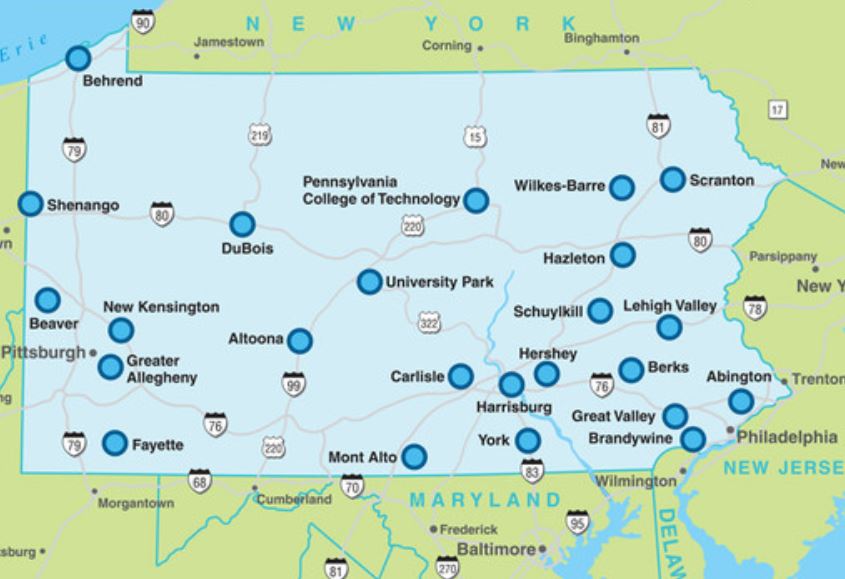 90
NEW YORK
Erie
Jamestown
Corning
Binghamton
Behrend
17
219
15
81
79
New
Pennsylvania
College of Technology
Wilkes-Barre
Scranton
Shenango
80
220
DuBois
80
Hazleton
Parsippany
University Park
New Y
Beaver
New Kensington
Schuylkill
Lehigh Valley
78
322
Pittsburgh
Altoona
Greater
Allegheny
Hershey
Carlisle
Berks
Abington
Trenton
99
76
Harrisburg
Great Valley
76
Fayette
79
220
Mont Alto
York
Brandywine
Philadelphia
83
NEW JERSE
68
70
Wilmington
Morgantown
Cumberland
MARYLAND
DELAW
95
Frederick
sburg
Baltimore
81
270